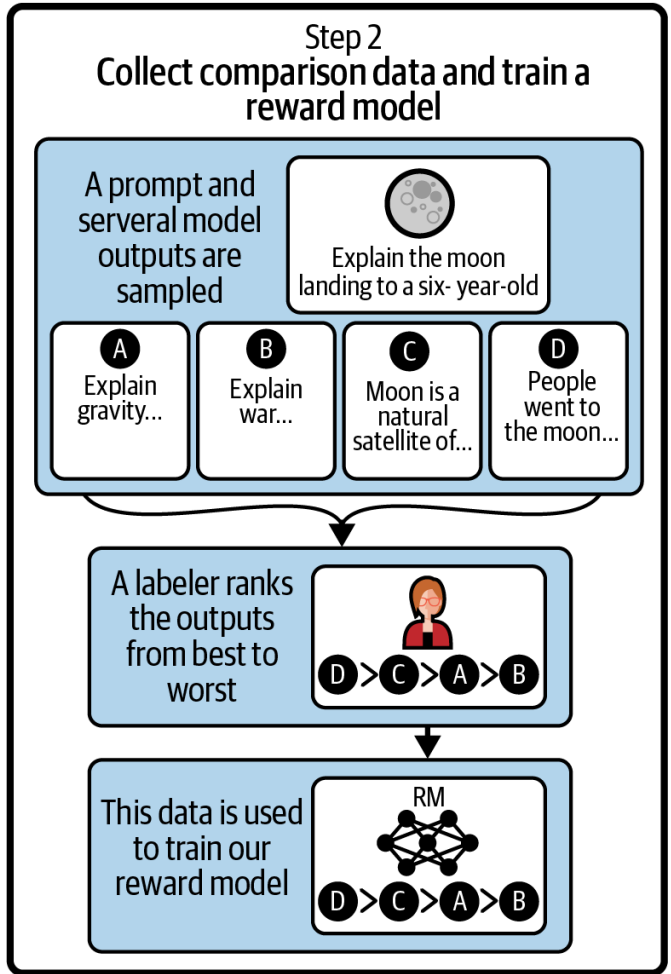 Step 2
Collect comparison data and train a
reward model
A prompt and
serveral model
outputs are
sampled
Explain the moon
landing to a six- year-old
A
Explain
gravity...
B
Explain
war...
C
Moon is a
natural
satellite of...
D
People
went to
the moon...
A labeler ranks
the outputs
from best to
worst
D > C > A > B
This data is used
to train our
reward model
RM
D > C > A > B